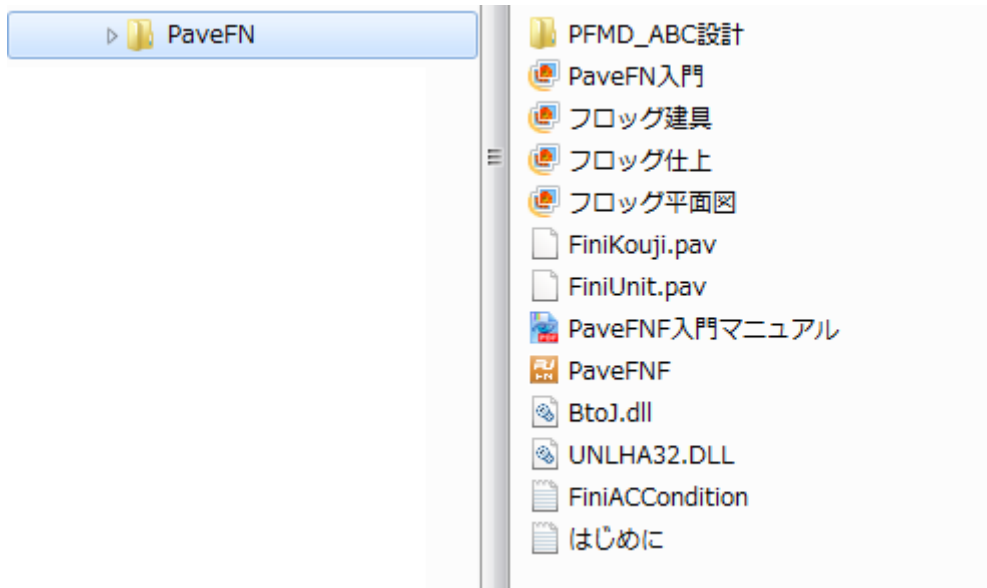 PaveFN
PFMD_ABC設計
PaveFN入門
フロッグ建具
フロッグ仕上
フロッグ平面図
FiniKouji.pav
FiniUnit.pav
PaveFNF入門マニュアル
PaveFNF
BtoJ.dll
UNLHA32.DLL
FiniACCondition
はじめに